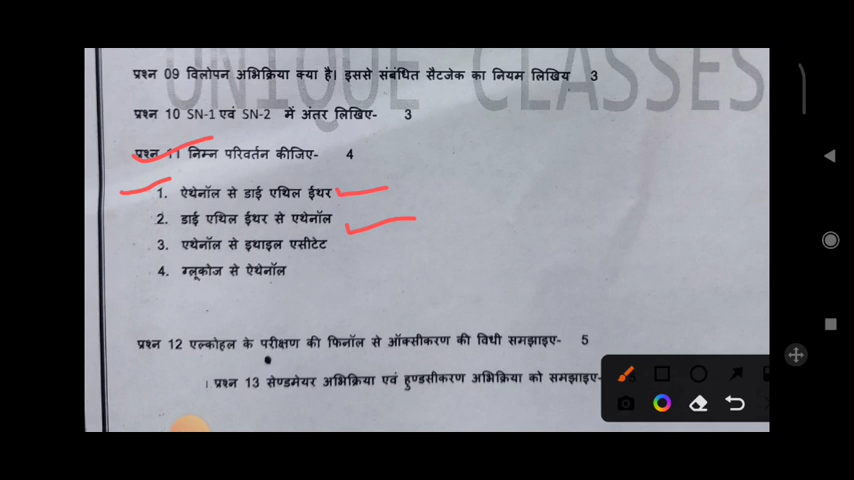 UNIQUE CLASSES
प्रश्न 09 विलोपन अभिक्रिया क्या है। इससे संबंधित सैटजेक का नियम लिखिय 3
प्रश्न 10 SN-1 एवं SN-2 में अंतर लिखिए- 3
प्रश्न 11 निम्न परिवर्तन कीजिए- 4
1. ऐथेनॉल से डाई एथिल ईथर
2. डाई एथिल ईथर से एथेनॉल
3. एथेनॉल से इथाइल एसीटेट
4. ग्लूकोज से ऐथेनॉल
प्रश्न 12 एल्कोहल के परीक्षण की फिनॉल से ऑक्सीकरण की विधी समझाइए- 5
। प्रश्न 13 सेण्डमेयर अभिक्रिया एवं हुण्डसीकरण अभिक्रिया को समझाइए-